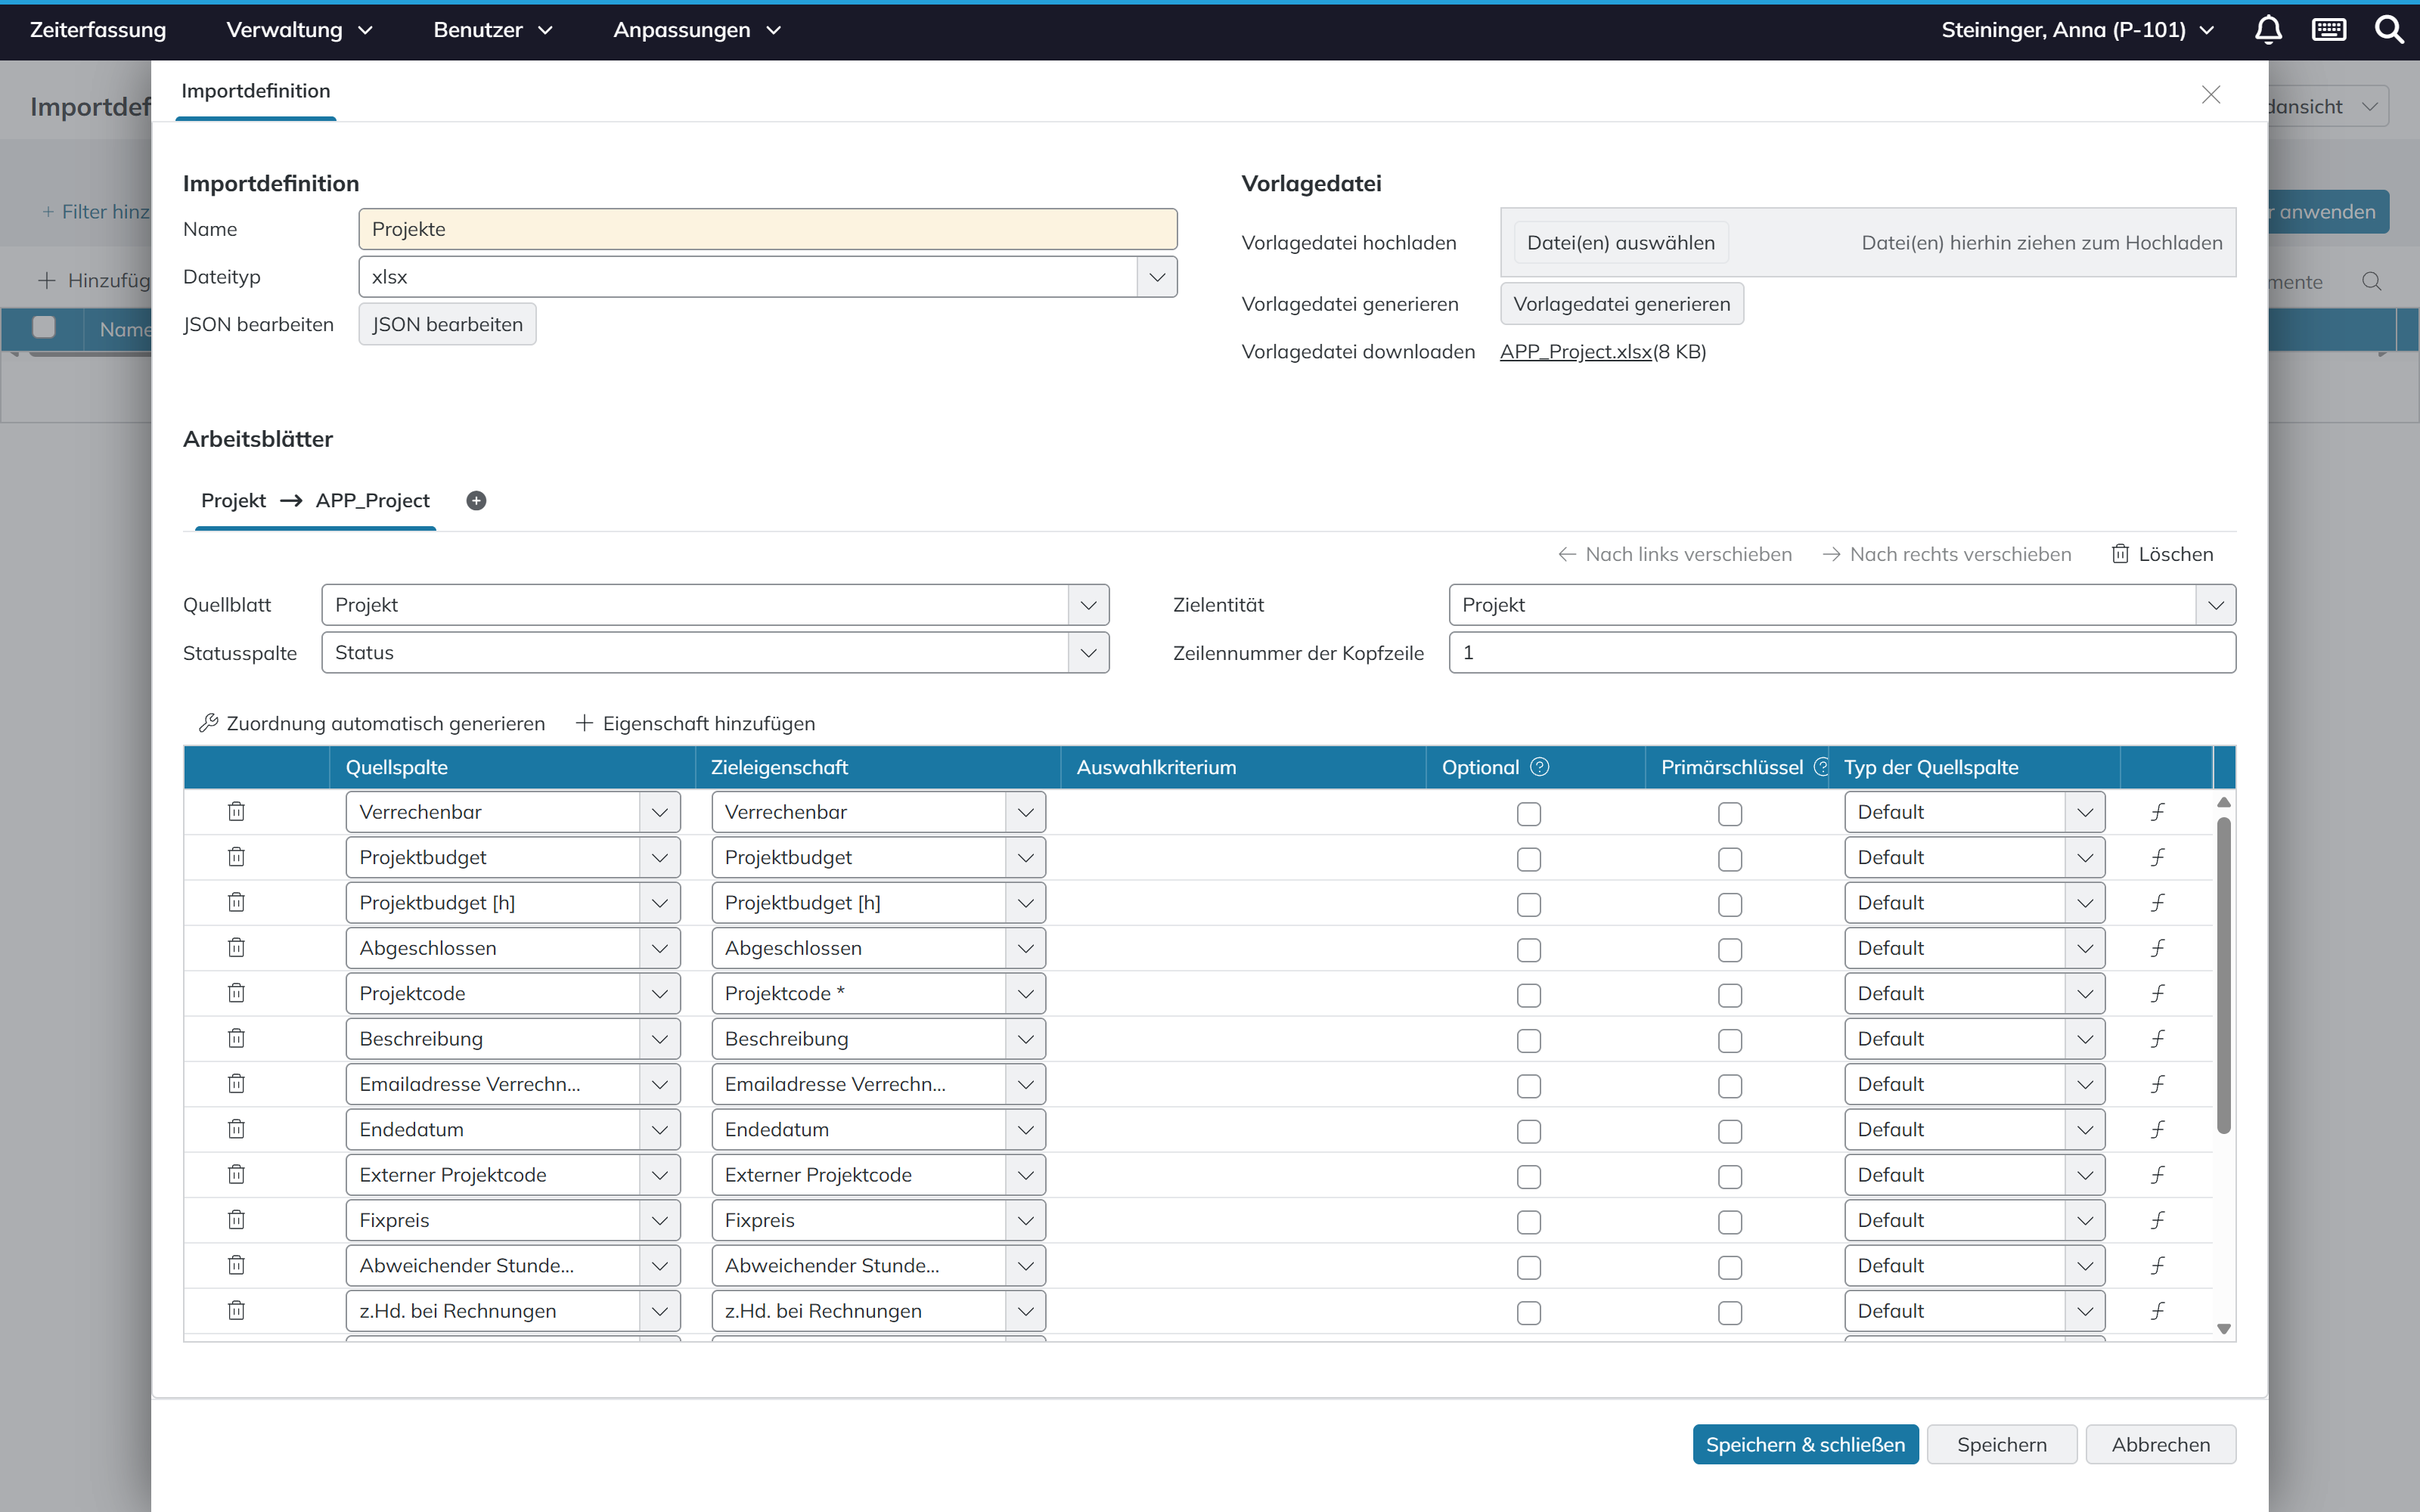 Zeiterfassung Verwaltung Benutzer Anpassungen Steininger, Anna (P-101)
Importdefinition
Importdef
dansicht
Importdefinition
Vorlagedatei
+ Filter hinz
r anwenden
Name Projekte
Vorlagedatei hochladen Datei(en) auswählen Datei(en) hierhin ziehen zum Hochladen
Dateityp xlsx
Hinzufüg
mente
Vorlagedatei generieren Vorlagedatei generieren
JSON bearbeiten JSON bearbeiten
Name
Vorlagedatei downloaden APP_Project.xlsx(8 KB)
Arbeitsblätter
Projekt → APP_Project
← Nach links verschieben → Nach rechts verschieben Löschen
Quellblatt Projekt Zielentität Projekt
Statusspalte Status Zeilennummer der Kopfzeile 1
Zuordnung automatisch generieren + Eigenschaft hinzufügen
Quellspalte Zieleigenschaft Auswahlkriterium Optional ? Primärschlüssel ? Typ der Quellspalte
Verrechenbar Verrechenbar Default f
Projektbudget Projektbudget Default f
Projektbudget [h] Projektbudget [h] Default f
Abgeschlossen Abgeschlossen Default f
Projektcode Projektcode * Default f
Beschreibung Beschreibung Default f
Emailadresse Verrechn... Emailadresse Verrechn... Default f
Endedatum Endedatum Default f
Externer Projektcode Externer Projektcode Default f
Fixpreis Fixpreis Default f
Abweichender Stunde... Abweichender Stunde... Default f
z.Hd. bei Rechnungen z.Hd. bei Rechnungen Default f
Speichern & schließen Speichern Abbrechen